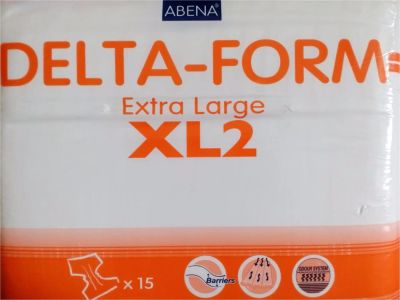 ABENA
DELTA-FORM
Extra Large
XL2
x 15
Barriers
ODOUR SYSTEM